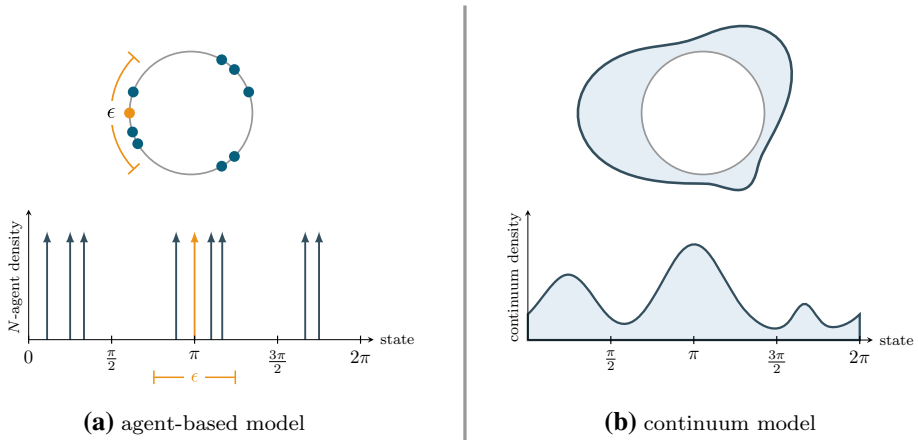 ϵ
N-agent density
0
π/2
π
3π/2
2π
state
ϵ
(a) agent-based model
continuum density
π/2
π
3π/2
2π
state
(b) continuum model